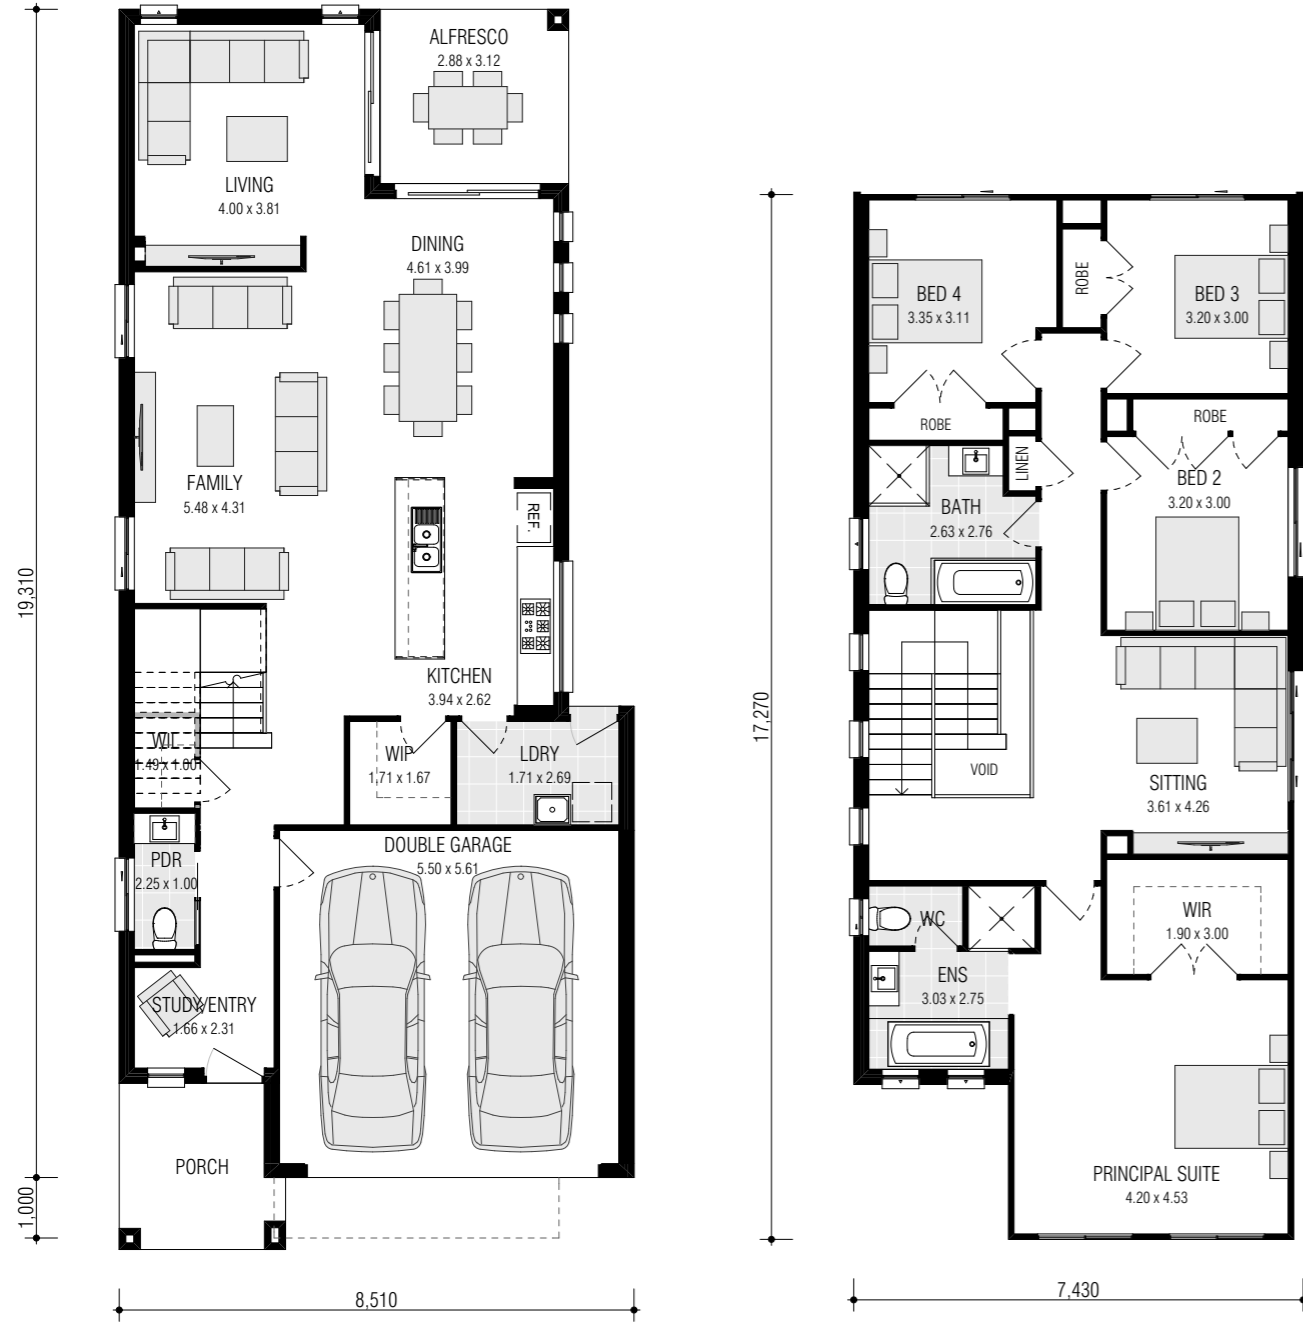 ALFRESCO
2.88 x 3.12
LIVING
4.00 x 3.81
DINING
4.61 x 3.99
FAMILY
5.48 x 4.31
REF.
KITCHEN
3.94 x 2.62
WIL
1.49 x 1.00
WIP
1.71 x 1.67
LDRY
1.71 x 2.69
PDR
2.25 x 1.00
DOUBLE GARAGE
5.50 x 5.61
STUDY/ENTRY
1.66 x 2.31
PORCH
19,310
1,000
8,510
BED 4
3.35 x 3.11
ROBE
BED 3
3.20 x 3.00
ROBE
ROBE
LINEN
BATH
2.63 x 2.76
BED 2
3.20 x 3.00
VOID
SITTING
3.61 x 4.26
WC
WIR
1.90 x 3.00
ENS
3.03 x 2.75
PRINCIPAL SUITE
4.20 x 4.53
17,270
7,430